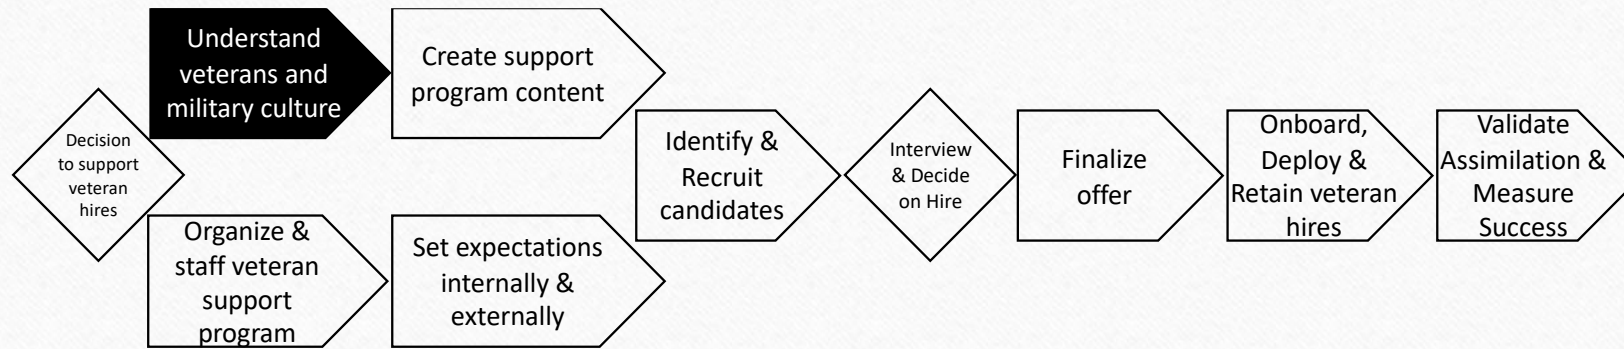 Understand
veterans and
military culture
Create support
program content
Decision
to support
veteran
hires
Organize &
staff veteran
support
program
Set expectations
internally &
externally
Identify &
Recruit
candidates
Interview
& Decide
on Hire
Finalize
offer
Onboard,
Deploy &
Retain veteran
hires
Validate
Assimilation &
Measure
Success